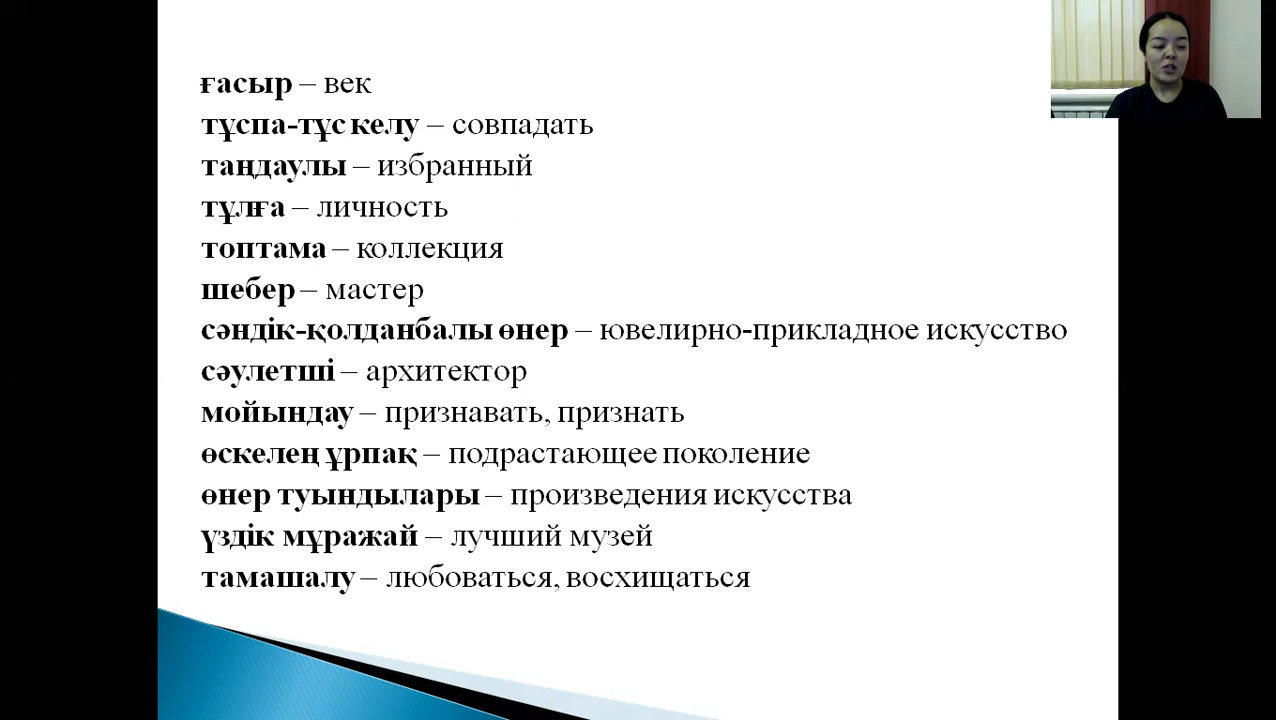 ғасыр – век
тұспа-тұс келу – совпадать
таңдаулы – избранный
тұлға – личность
топтама – коллекция
шебер – мастер
сәндік-қолданбалы өнер – ювелирно-прикладное искусство
сәулетші – архитектор
мойындау – признавать, признать
өскелең ұрпақ – подрастающее поколение
өнер туындылары – произведения искусства
үздік мұражай – лучший музей
тамашалу – любоваться, восхищаться